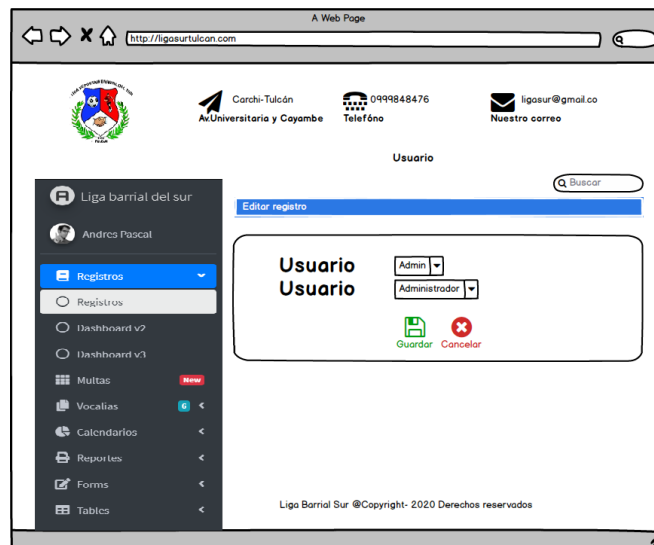 A Web Page
http://ligasurtulcan.com
Carchi-Tulcán
Av.Universitaria y Cayambe
0999848476
Telefóno
ligasur@gmail.co
Nuestro correo
Usuario
Buscar
Liga barrial del sur
Andres Pascal
Registros
Registros
Dashboard v2
Dashboard v3
Multas New
Vocalias 6
Calendarios
Reportes
Forms
Tables
Editar registro
Usuario Admin
Usuario Administrador
Guardar Cancelar
Liga Barrial Sur @Copyright- 2020 Derechos reservados